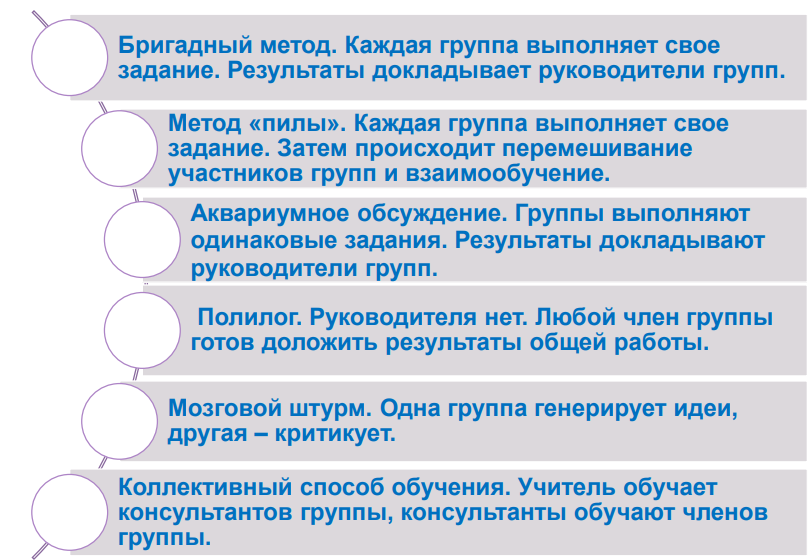 Бригадный метод. Каждая группа выполняет свое
задание. Результаты докладывает руководители групп.
Метод «пилы». Каждая группа выполняет свое
задание. Затем происходит перемешивание
участников групп и взаимообучение.
Аквариумное обсуждение. Группы выполняют
одинаковые задания. Результаты докладывают
руководители групп.
Полилог. Руководителя нет. Любой член группы
готов доложить результаты общей работы.
Мозговой штурм. Одна группа генерирует идеи,
другая – критикует.
Коллективный способ обучения. Учитель обучает
консультантов группы, консультанты обучают членов
группы.